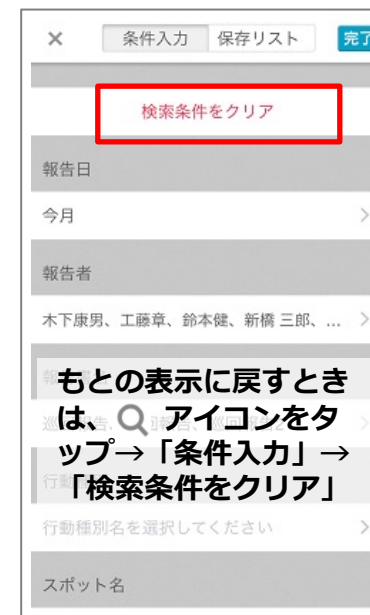 × 条件入力 保存リスト 完了
検索条件をクリア
報告日
今月 >
報告者
木下康男、工藤章、鈴本健、新橋 三郎、 ... >
もとの表示に戻すとき
は、 アイコンをタ
ップ→「条件入力」→
「検索条件をクリア」
行動種別名を選択してください >
スポット名